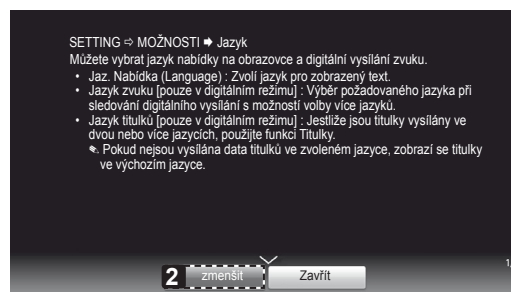 SETTING ⇨ MOŽNOSTI ➡ Jazyk
Můžete vybrat jazyk nabídky na obrazovce a digitální vysílání zvuku.
• Jaz. Nabídka (Language) : Zvolí jazyk pro zobrazený text.
• Jazyk zvuku [pouze v digitálním režimu] : Výběr požadovaného jazyka při
sledování digitálního vysílání s možností volby více jazyků.
• Jazyk titulků [pouze v digitálním režimu] : Jestliže jsou titulky vysílány ve
dvou nebo více jazycích, použijte funkci Titulky.
✎ Pokud nejsou vysílána data titulků ve zvoleném jazyce, zobrazí se titulky
ve výchozím jazyce.
2 zmenšit Zavřít